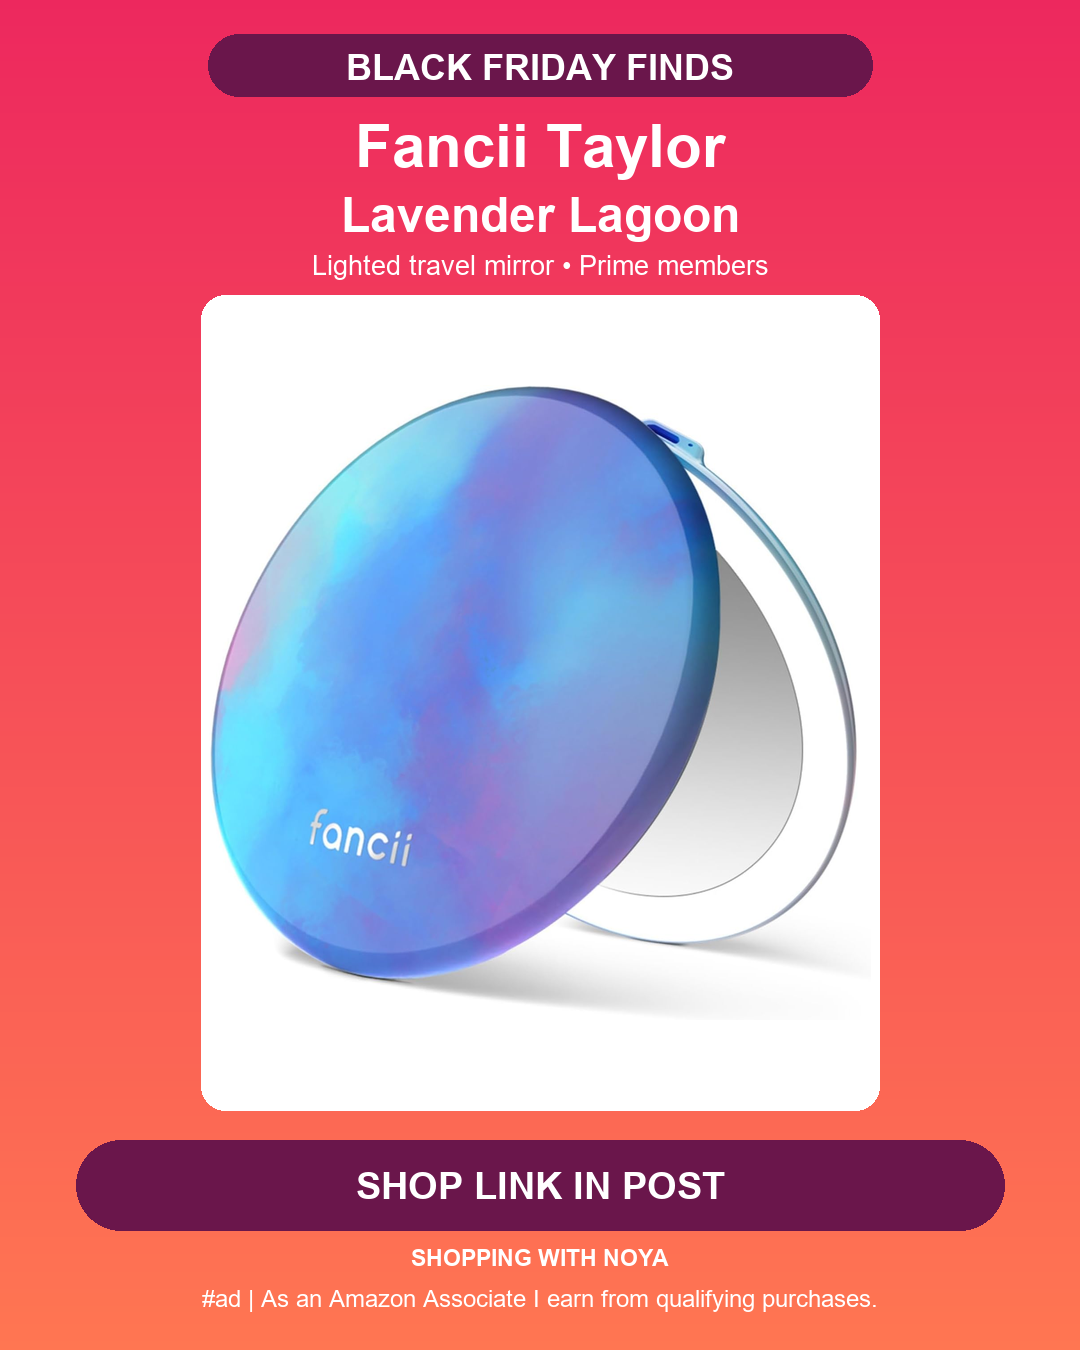 BLACK FRIDAY FINDS
Fancii Taylor
Lavender Lagoon
Lighted travel mirror • Prime members
fancii
SHOP LINK IN POST
SHOPPING WITH NOYA
#ad | As an Amazon Associate I earn from qualifying purchases.